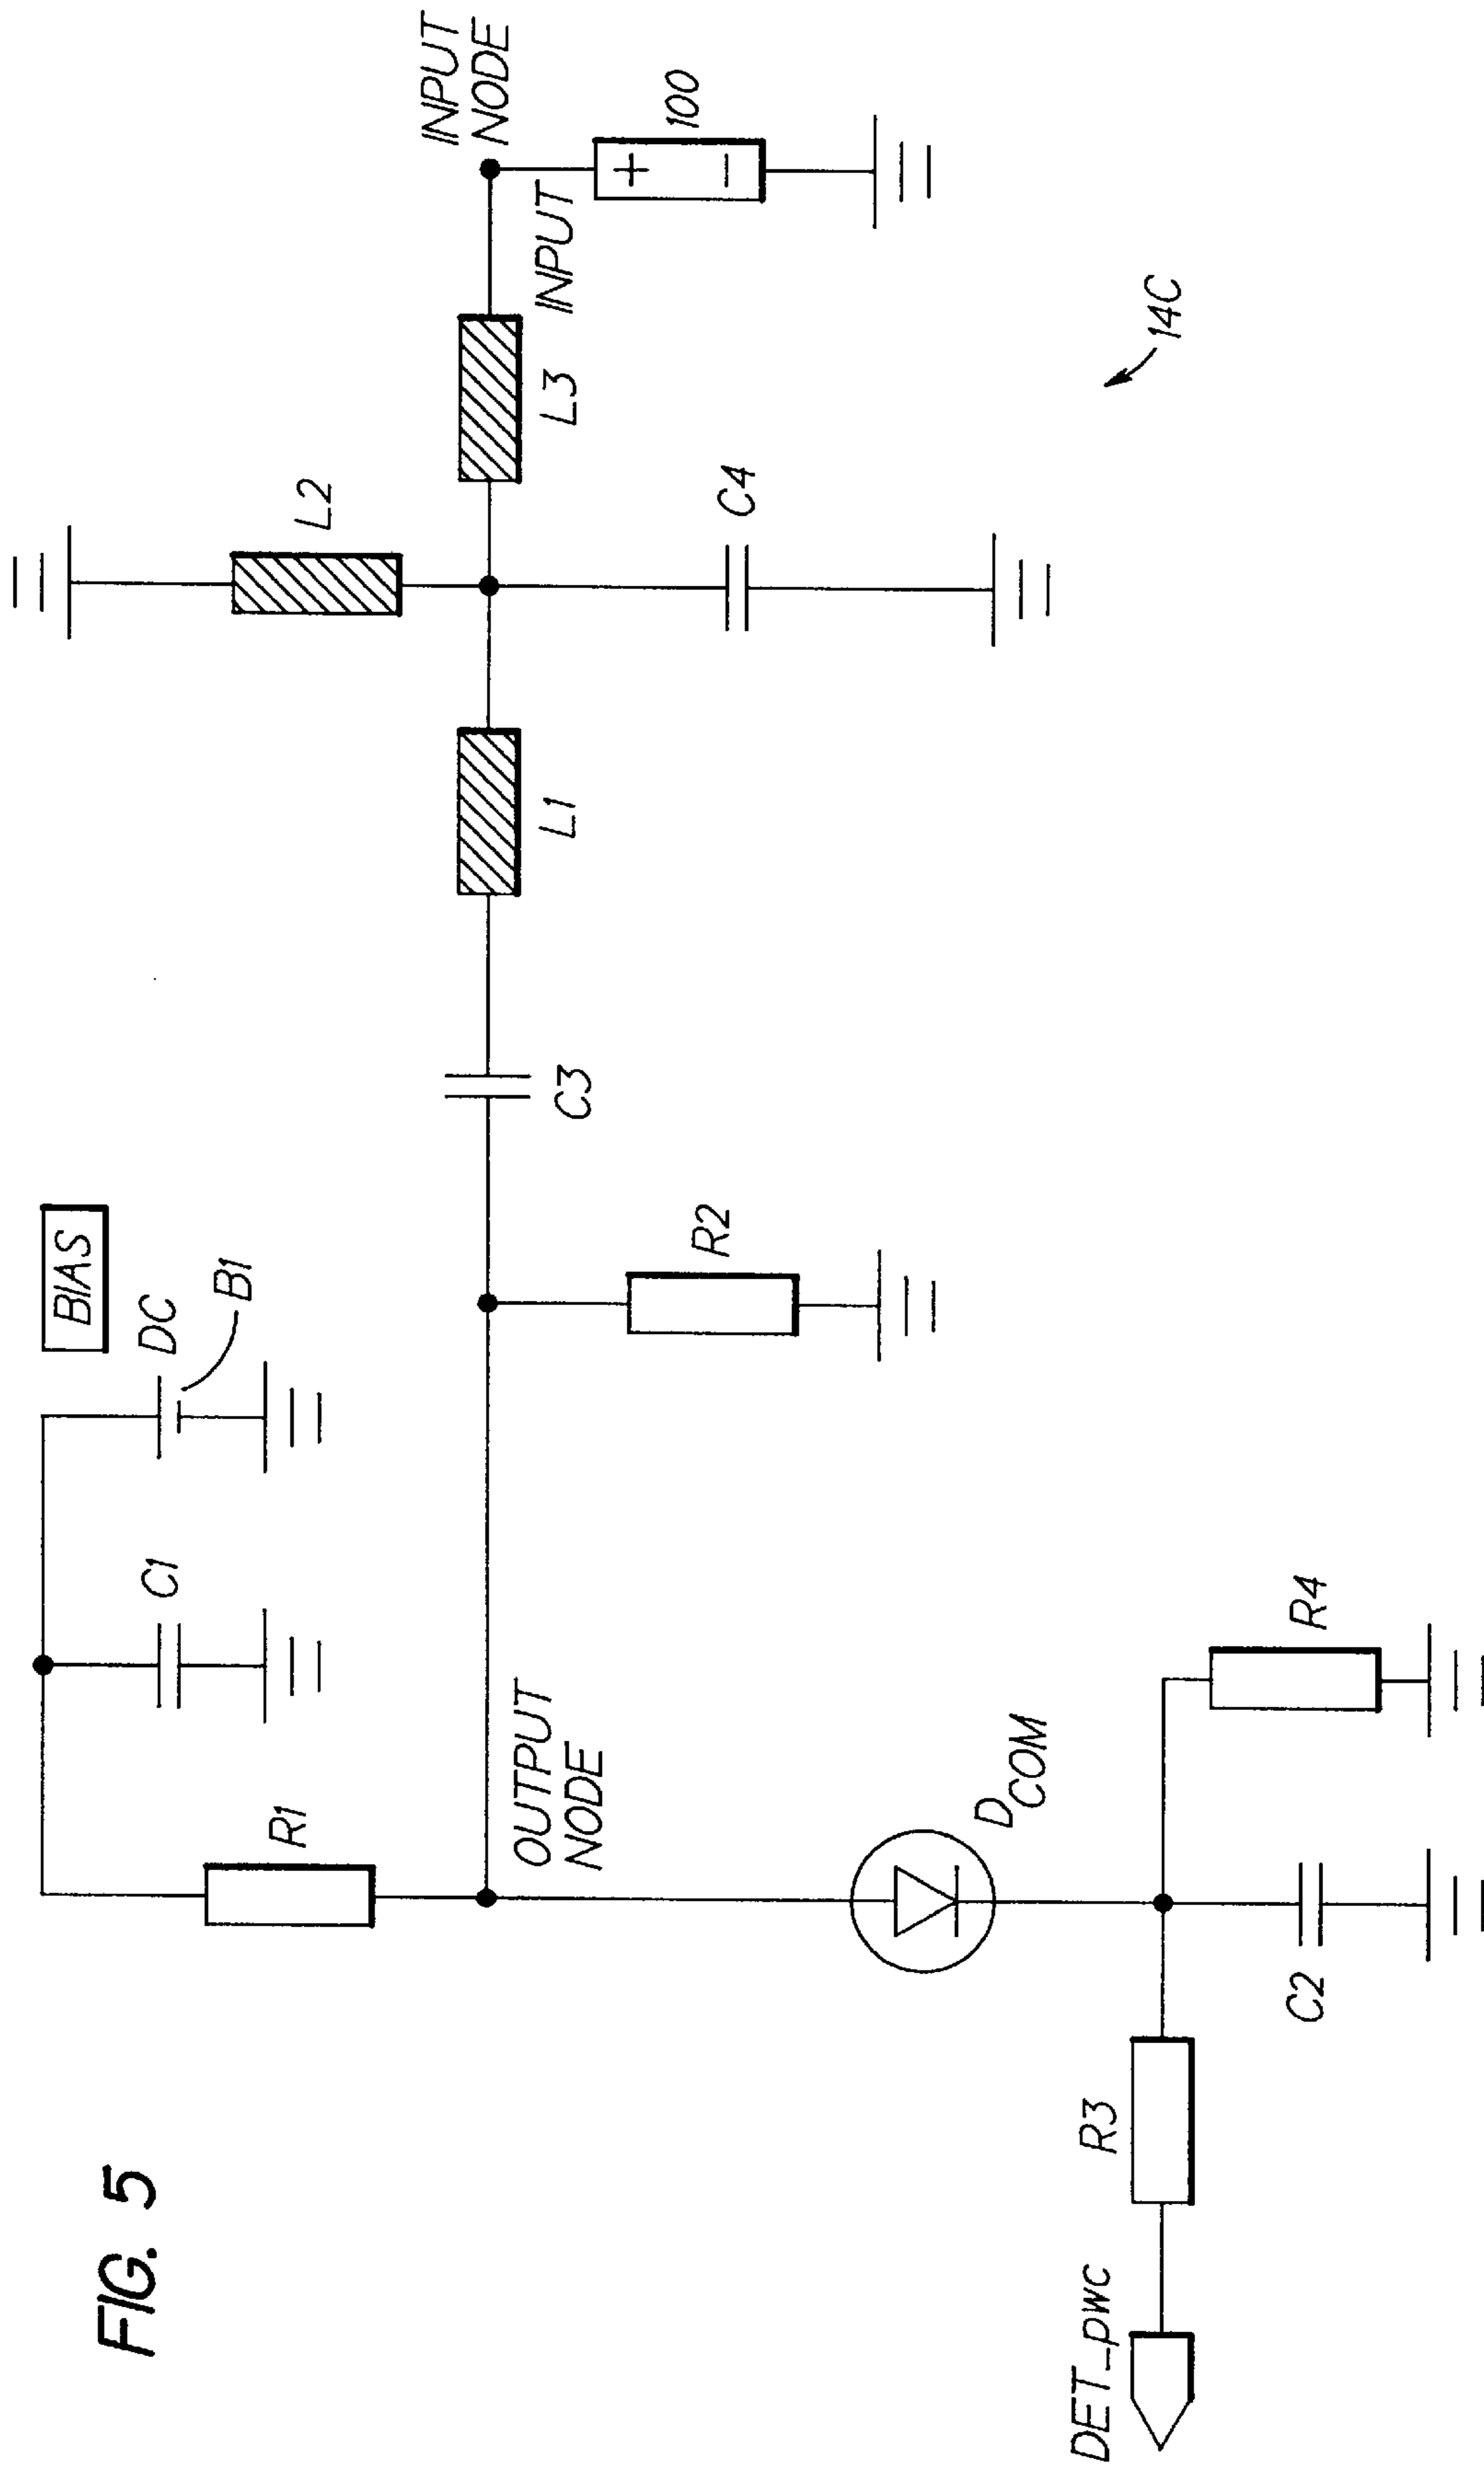 FIG. 5
BIAS
DC
B1
C1
R1
OUTPUT
NODE
R2
C3
L1
L2
L3
C4
INPUT
INPUT
NODE
+
−
100
14C
DCOM
R4
C2
R3
DET_pwc